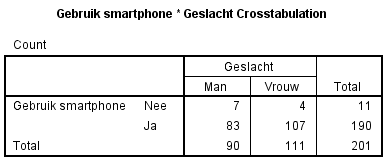 Gebruik smartphone * Geslacht Crosstabulation
Count
Geslacht
Man Vrouw Total
Gebruik smartphone Nee 7 4 11
Ja 83 107 190
Total 90 111 201